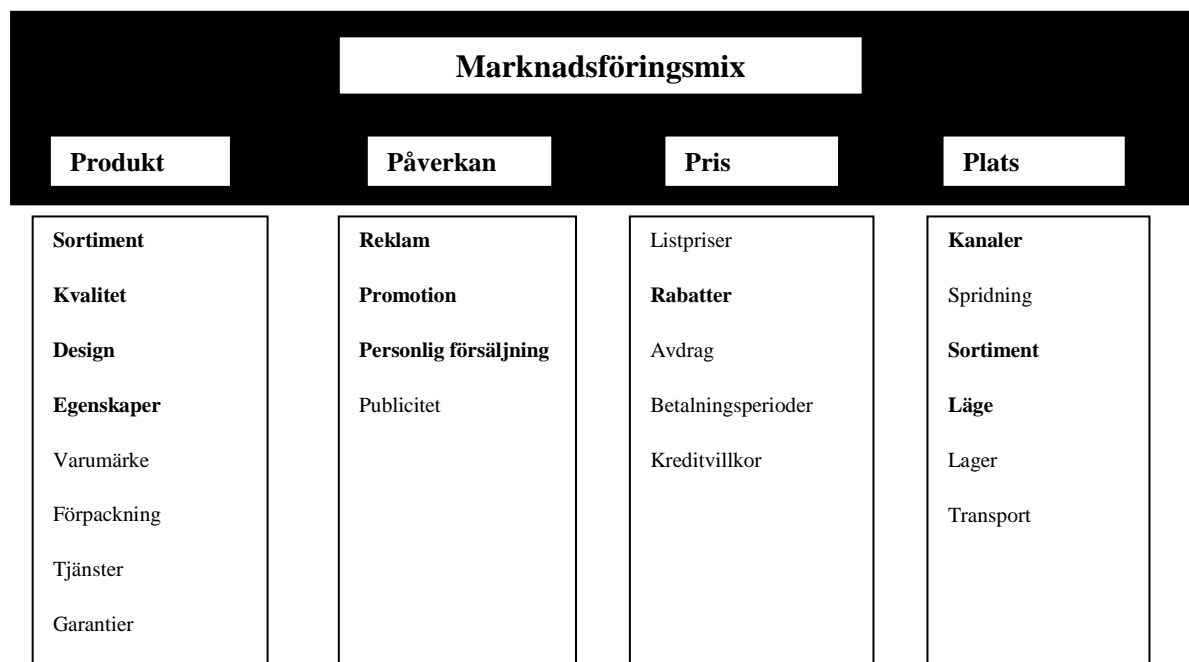 Marknadsföringsmix
Produkt
Påverkan
Pris
Plats
Sortiment
Kvalitet
Design
Egenskaper
Varumärke
Förpackning
Tjänster
Garantier
Reklam
Promotion
Personlig försäljning
Publicitet
Listpriser
Rabatter
Avdrag
Betalningsperioder
Kreditvillkor
Kanaler
Spridning
Sortiment
Läge
Lager
Transport